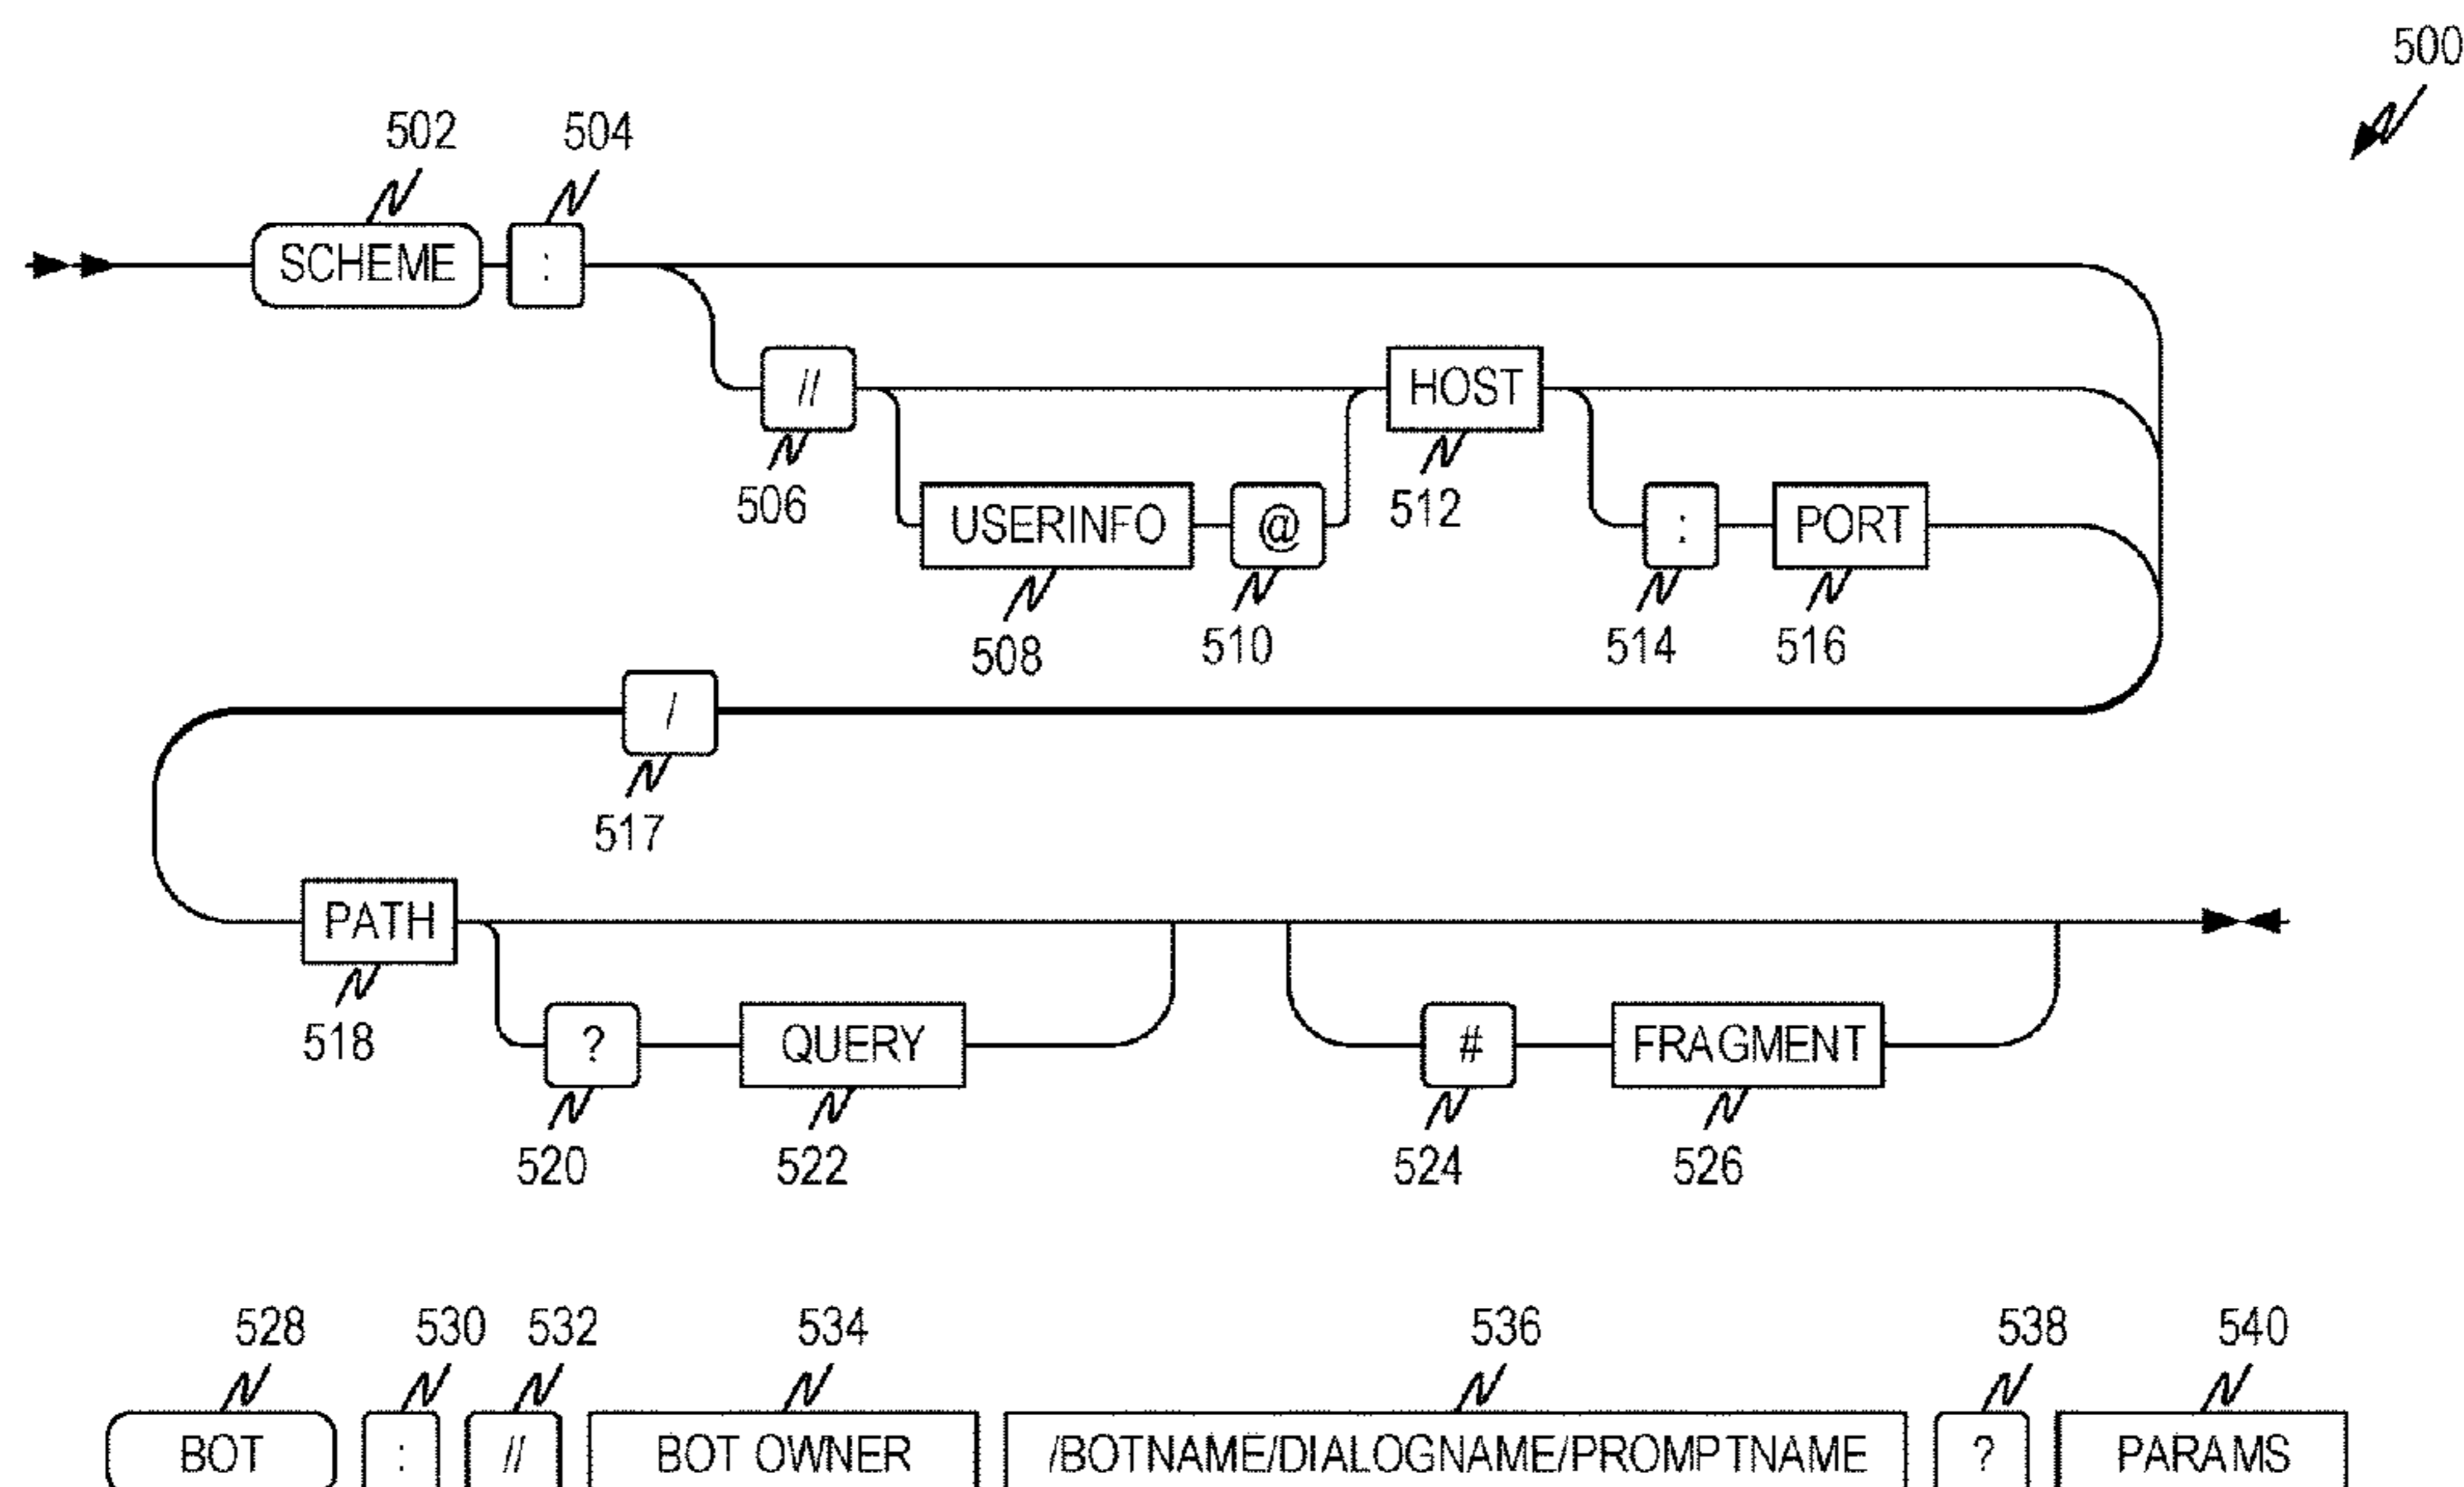 500
502 504
SCHEME :
// HOST
506 512
USERINFO @ : PORT
508 510 514 516
/
517
PATH
518
? QUERY # FRAGMENT
520 522 524 526
528 530 532 534 536 538 540
BOT : // BOT OWNER /BOTNAME/DIALOGNAME/PROMPTNAME ? PARAMS